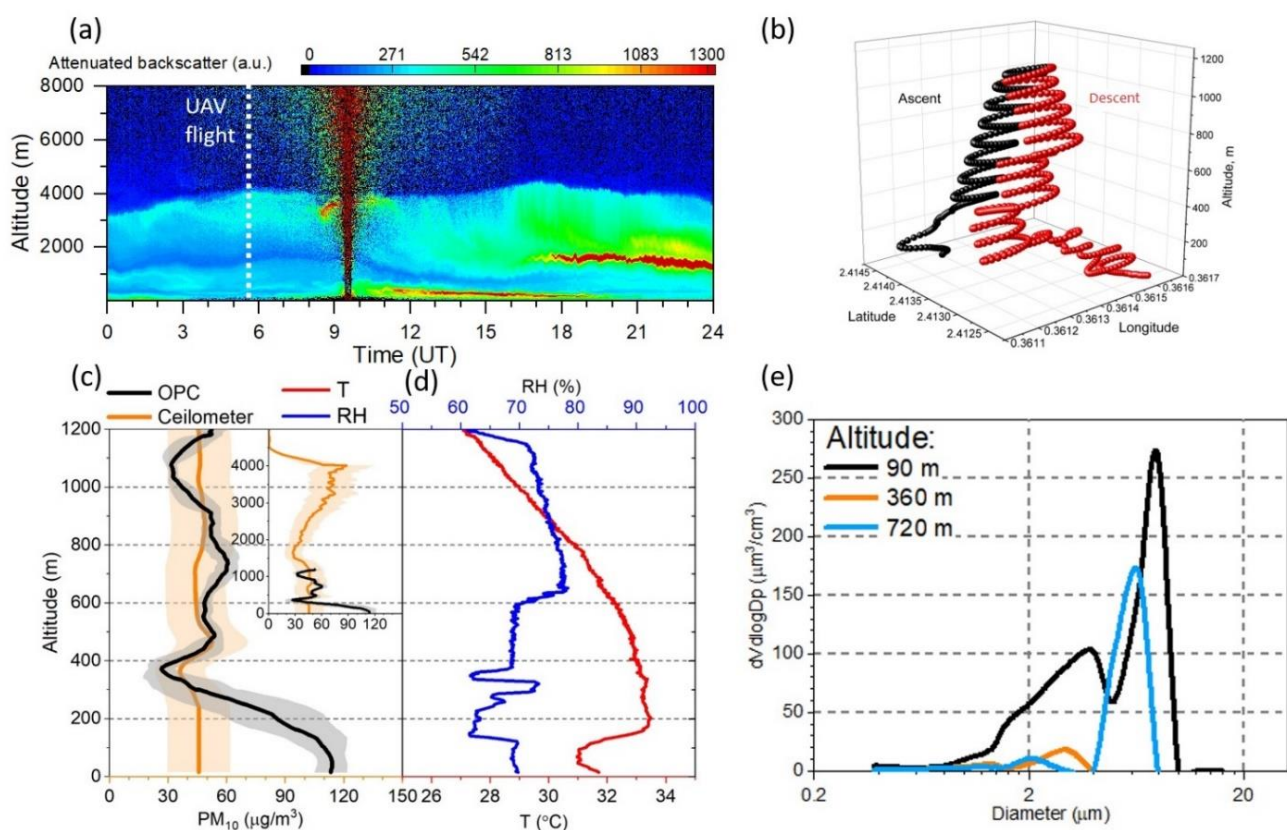 (a)
Attenuated backscatter (a.u.)
0 271 542 813 1083 1300
8000
6000
4000
2000
Altitude (m)
UAV
flight
0 3 6 9 12 15 18 21 24
Time (UT)
(b)
Ascent
Descent
1200
1000
800
600
400
200
Altitude, m
2.4145
2.4140
2.4135
2.4130
2.4125
Latitude
0.3611
0.3612
0.3613
0.3614
0.3615
0.3616
0.3617
Longitude
(c)
OPC
Ceilometer
1200
1000
800
600
400
200
0
Altitude (m)
0 30 60 90 120 150
PM10 (μg/m³)
4000
3000
2000
1000
0
30 60 90 120
(d)
T
RH
RH (%)
50 60 70 80 90 100
26 28 30 32 34 36
T (°C)
(e)
Altitude:
90 m
360 m
720 m
300
250
200
150
100
50
0
dVdlogDp (μm³/cm³)
0.2 2 20
Diameter (μm)